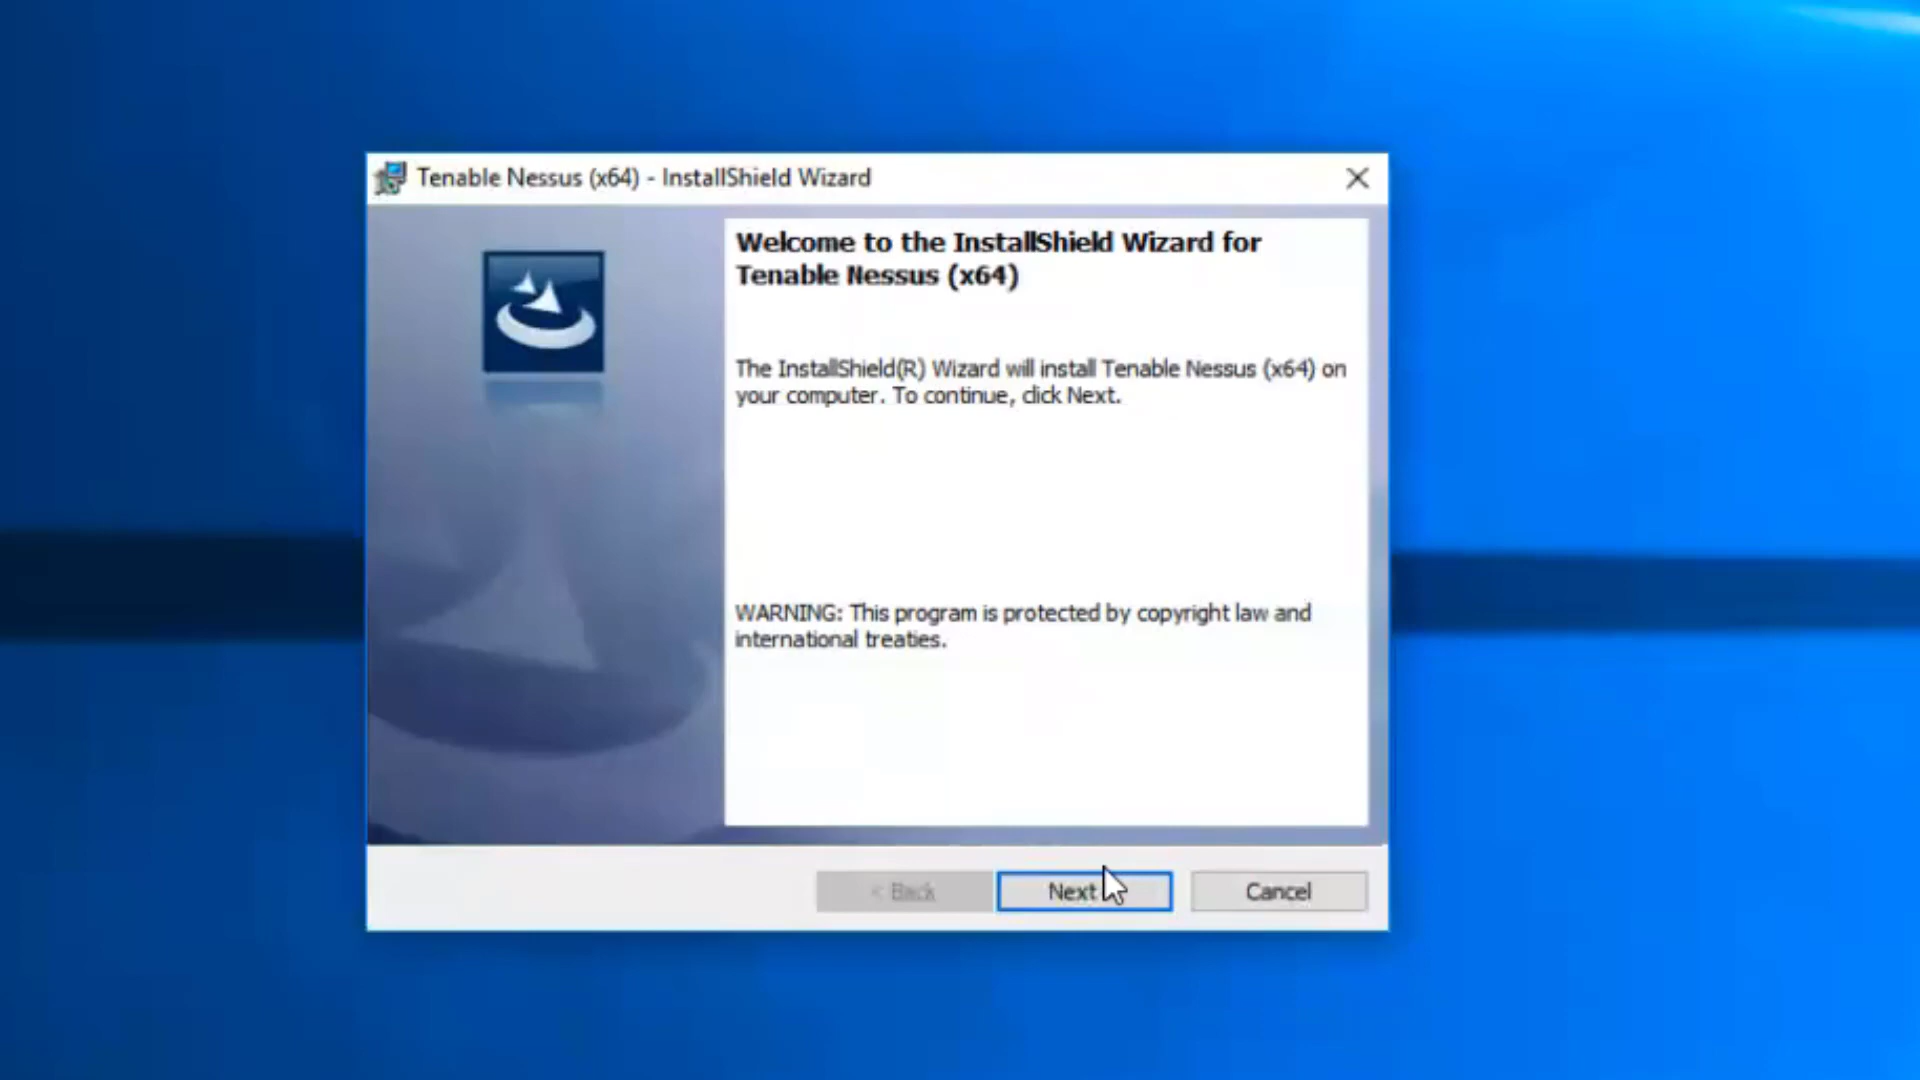 Tenable Nessus (x64) - InstallShield Wizard
Welcome to the InstallShield Wizard for
Tenable Nessus (x64)
The InstallShield(R) Wizard will install Tenable Nessus (x64) on
your computer. To continue, click Next.
WARNING: This program is protected by copyright law and
international treaties.
< Back
Next
Cancel